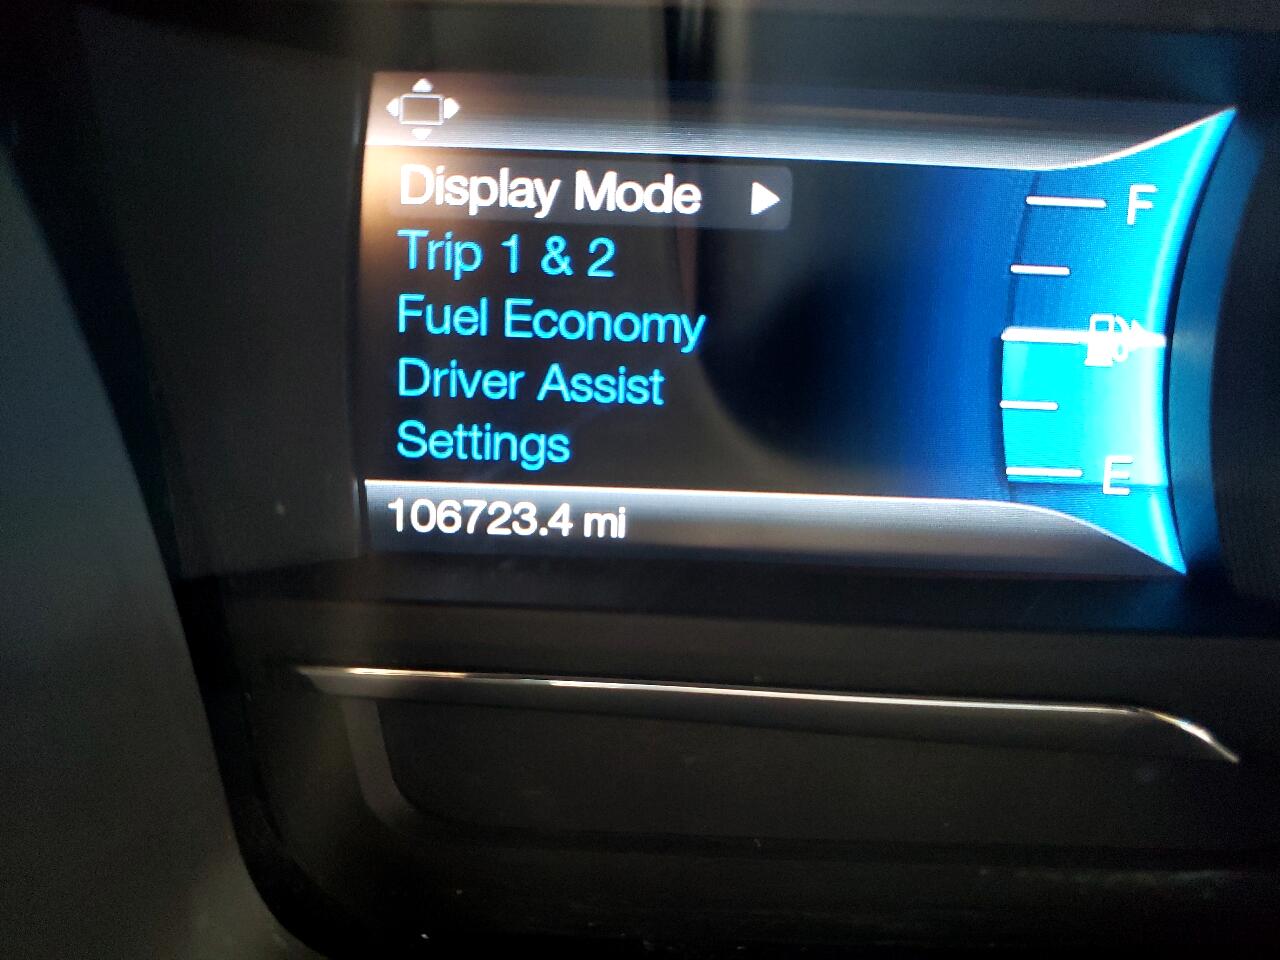 Display Mode
Trip 1 & 2
Fuel Economy
Driver Assist
Settings
106723.4 mi
F
E